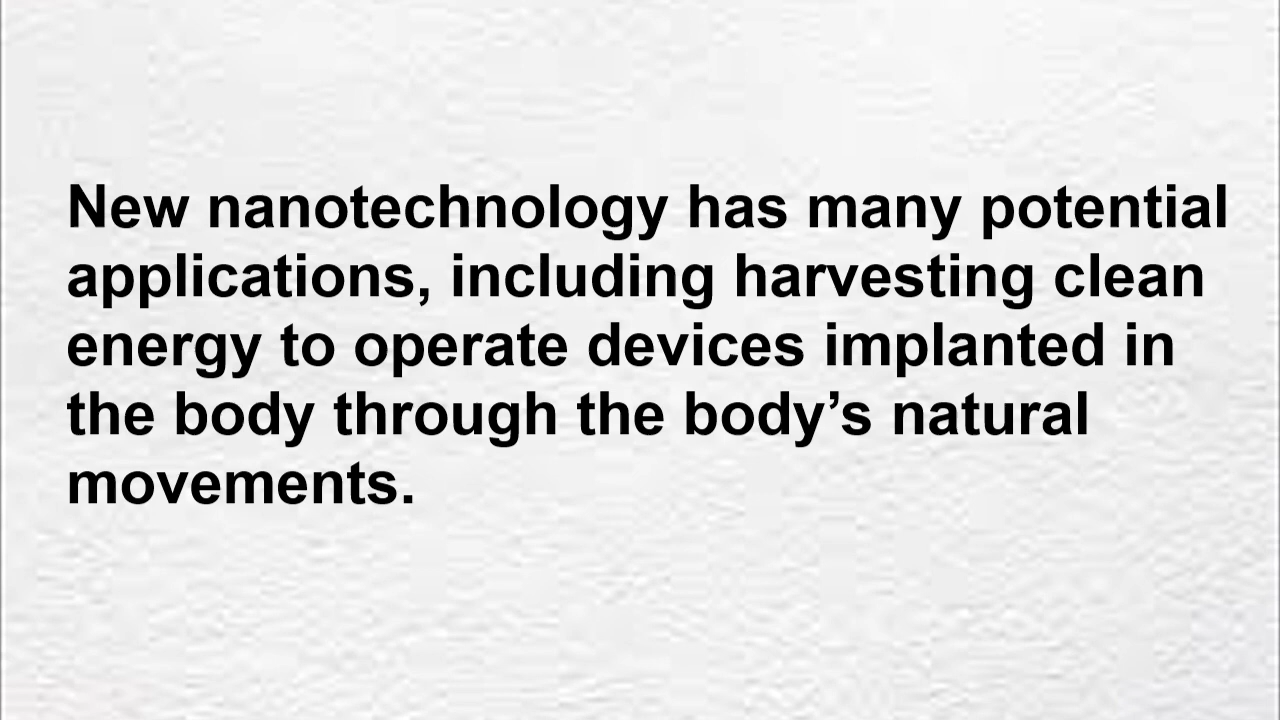 New nanotechnology has many potential
applications, including harvesting clean
energy to operate devices implanted in
the body through the body’s natural
movements.